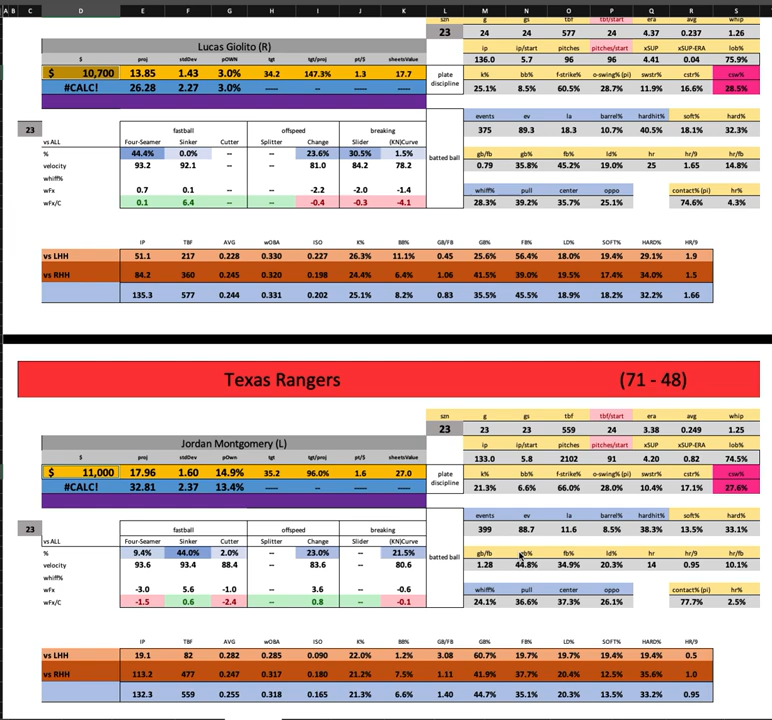 A B C D E F G H I J K L M N O P Q R S
szn g gs tbf tbf/start era avg whip
23 24 24 577 24 4.37 0.237 1.26
Lucas Giolito (R) ip ip/start pitches pitches/start xSUP xSUP-ERA lob%
$ proj stdDev pOWN tgt tgt/proj pt/$ sheetsValue 136.0 5.7 96 96 4.41 0.04 75.9%
$ 10,700 13.85 1.43 3.0% 34.2 147.3% 1.3 17.7 plate discipline k% bb% f-strike% o-swing% (pi) swstr% cstr% csw%
#CALC! 26.28 2.27 3.0% ----- ---- ---- ----- 25.1% 8.5% 60.5% 28.7% 11.9% 16.6% 28.5%
events ev la barrel% hardhit% soft% hard%
23 fastball offspeed breaking 375 89.3 18.3 10.7% 40.5% 18.1% 32.3%
vs ALL Four-Seamer Sinker Cutter Splitter Change Slider (KN)Curve
% 44.4% 0.0% -- -- 23.6% 30.5% 1.5% batted ball gb/fb gb% fb% ld% hr hr/9 hr/fb
velocity 93.2 92.1 -- -- 81.0 84.2 78.2 0.79 35.8% 45.2% 19.0% 25 1.65 14.8%
whiff%
wFx 0.7 0.1 -2.2 -2.0 -1.4 whiff% pull center oppo contact% (pi) hr%
wFx/C 0.1 6.4 -- -- -0.4 -0.3 -4.1 28.3% 39.2% 35.7% 25.1% 74.6% 4.3%
IP TBF AVG wOBA ISO K% BB% GB/FB GB% FB% LD% SOFT% HARD% HR/9
vs LHH 51.1 217 0.228 0.330 0.227 26.3% 11.1% 0.45 25.6% 56.4% 18.0% 19.4% 29.1% 1.9
vs RHH 84.2 360 0.245 0.320 0.198 24.4% 6.4% 1.06 41.5% 39.0% 19.5% 17.4% 34.0% 1.5
135.3 577 0.244 0.331 0.202 25.1% 8.2% 0.83 35.5% 45.5% 18.9% 18.2% 32.2% 1.66
Texas Rangers (71 - 48)
szn g gs tbf tbf/start era avg whip
23 23 23 559 24 3.38 0.249 1.25
Jordan Montgomery (L) ip ip/start pitches pitches/start xSUP xSUP-ERA lob%
$ proj stdDev pOwn tgt tgt/proj pt/$ sheetsValue 133.0 5.8 2102 91 4.20 0.82 74.5%
$ 11,000 17.96 1.60 14.9% 35.2 96.0% 1.6 27.0 plate discipline k% bb% f-strike% o-swing% (pi) swstr% cstr% csw%
#CALC! 32.81 2.37 13.4% ---- ---- ---- ---- 21.3% 6.6% 66.0% 28.0% 10.4% 17.1% 27.6%
events ev la barrel% hardhit% soft% hard%
23 fastball offspeed breaking 399 88.7 11.6 8.5% 38.3% 13.5% 33.1%
vs ALL Four-Seamer Sinker Cutter Splitter Change Slider (KN)Curve
% 9.4% 44.0% 2.0% -- 23.0% -- 21.5% batted ball gb/fb gb% fb% ld% hr hr/9 hr/fb
velocity 93.6 93.4 88.4 -- 83.6 -- 80.6 1.28 44.8% 34.9% 20.3% 14 0.95 10.1%
whiff%
wFx -3.0 5.6 -1.0 3.6 -0.6 whiff% pull center oppo contact% (pi) hr%
wFx/C -1.5 0.6 -2.4 -- 0.8 -- -0.1 24.1% 36.6% 37.3% 26.1% 77.7% 2.5%
IP TBF AVG wOBA ISO K% BB% GB/FB GB% FB% LD% SOFT% HARD% HR/9
vs LHH 19.1 82 0.282 0.285 0.090 22.0% 1.2% 3.08 60.7% 19.7% 19.7% 19.4% 19.4% 0.5
vs RHH 113.2 477 0.247 0.317 0.180 21.2% 7.5% 1.11 41.9% 37.7% 20.4% 12.5% 35.6% 1.0
132.3 559 0.255 0.318 0.165 21.3% 6.6% 1.40 44.7% 35.1% 20.3% 13.5% 33.2% 0.95